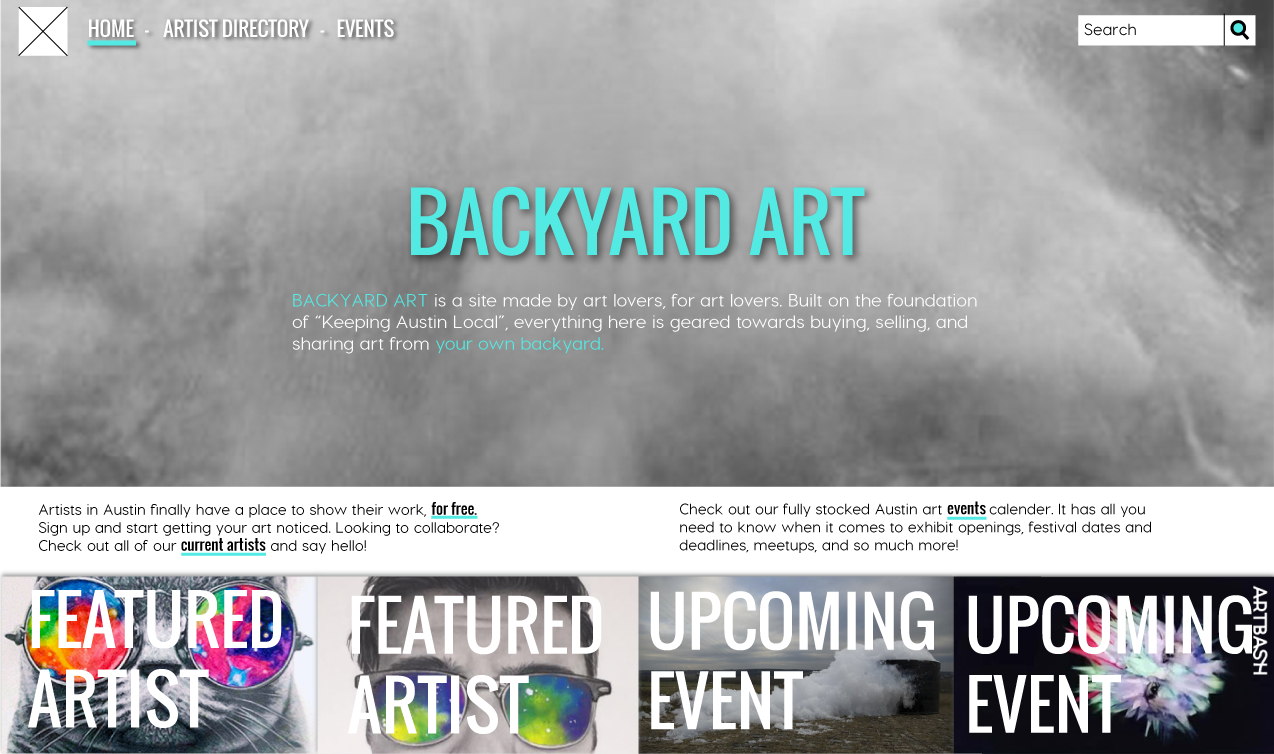 HOME - ARTIST DIRECTORY - EVENTS
Search
BACKYARD ART
BACKYARD ART is a site made by art lovers, for art lovers. Built on the foundation
of “Keeping Austin Local”, everything here is geared towards buying, selling, and
sharing art from your own backyard.
Artists in Austin finally have a place to show their work, for free.
Sign up and start getting your art noticed. Looking to collaborate?
Check out all of our current artists and say hello!
Check out our fully stocked Austin art events calender. It has all you
need to know when it comes to exhibit openings, festival dates and
deadlines, meetups, and so much more!
FEATURED
ARTIST
FEATURED
ARTIST
UPCOMING
EVENT
UPCOMING
EVENT
ARTBASH